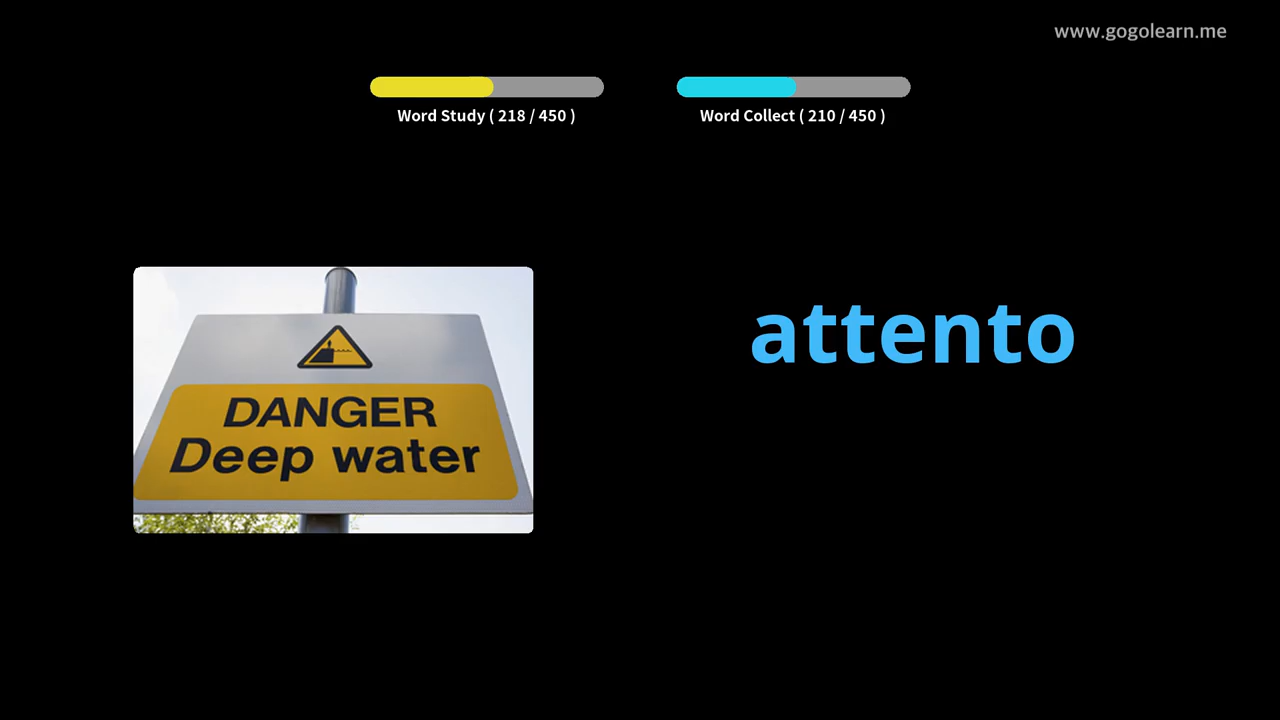 www.gogolearn.me
Word Study ( 218 / 450 )
Word Collect ( 210 / 450 )
DANGER
Deep water
attento